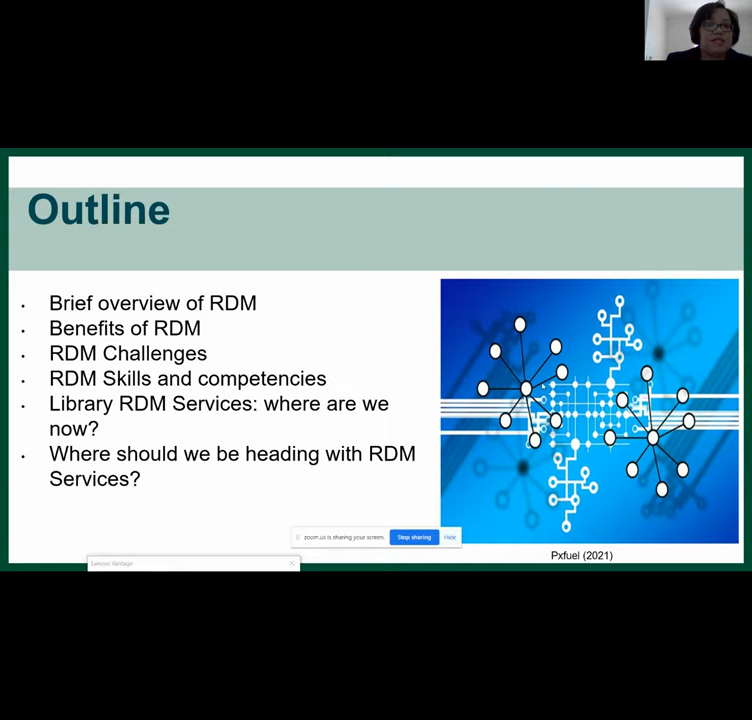 Outline
• Brief overview of RDM
• Benefits of RDM
• RDM Challenges
• RDM Skills and competencies
• Library RDM Services: where are we
now?
• Where should we be heading with RDM
Services?
zoom.us is sharing your screen.
Stop sharing
Hide
Pxfuel (2021)
Lenovo Vantage